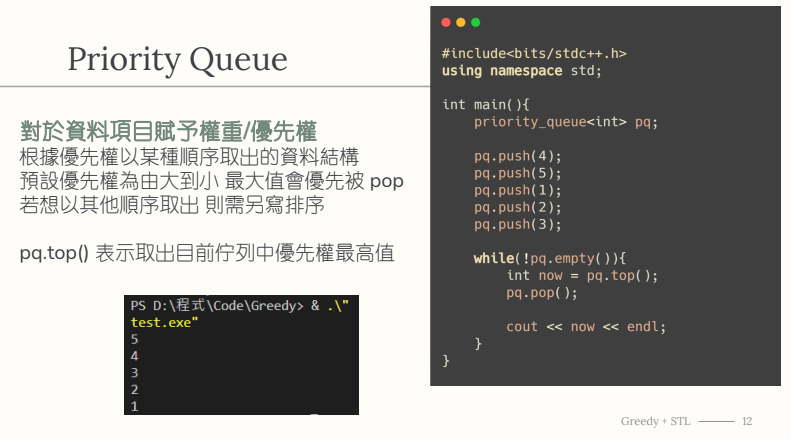 Priority Queue
對於資料項目賦予權重/優先權
根據優先權以某種順序取出的資料結構
預設優先權為由大到小 最大值會優先被 pop
若想以其他順序取出 則需另寫排序
pq.top() 表示取出目前佇列中優先權最高值
PS D:\程式\Code\Greedy> & .\"
test.exe"
5
4
3
2
1
#include<bits/stdc++.h>
using namespace std;
int main(){
    priority_queue<int> pq;
    pq.push(4);
    pq.push(5);
    pq.push(1);
    pq.push(2);
    pq.push(3);
    while(!pq.empty()){
        int now = pq.top();
        pq.pop();
        cout << now << endl;
    }
}
Greedy + STL 12